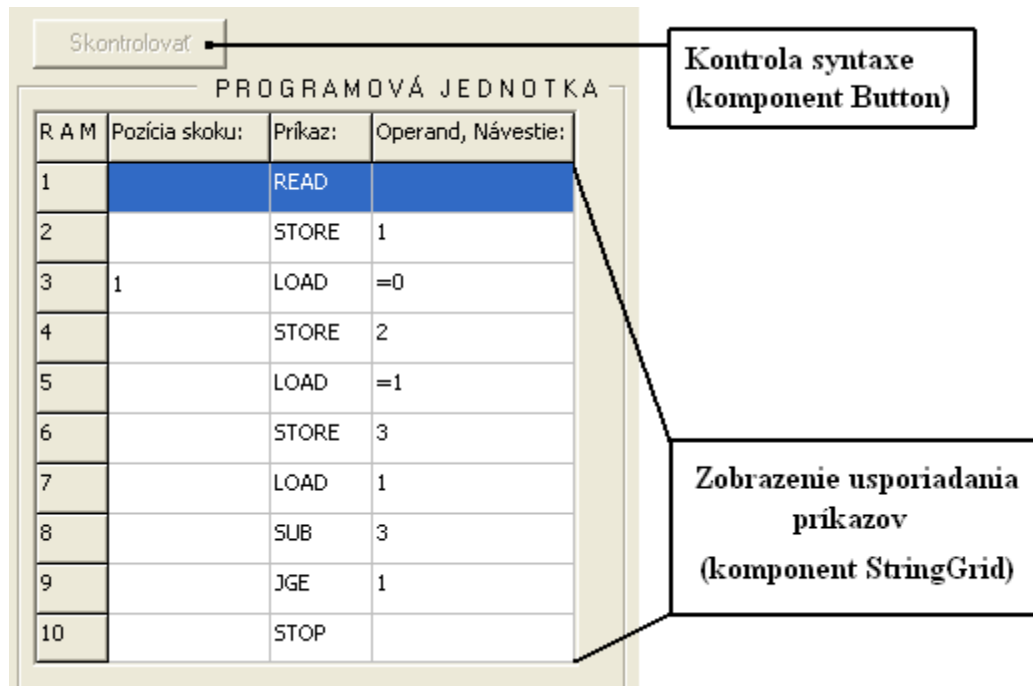 Skontrolovať
Kontrola syntaxe
(komponent Button)
PROGRAMOVÁ JEDNOTKA
RAM Pozícia skoku: Príkaz: Operand, Návestie:
1 READ
2 STORE 1
3 1 LOAD =0
4 STORE 2
5 LOAD =1
6 STORE 3
7 LOAD 1
8 SUB 3
9 JGE 1
10 STOP
Zobrazenie usporiadania
príkazov
(komponent StringGrid)